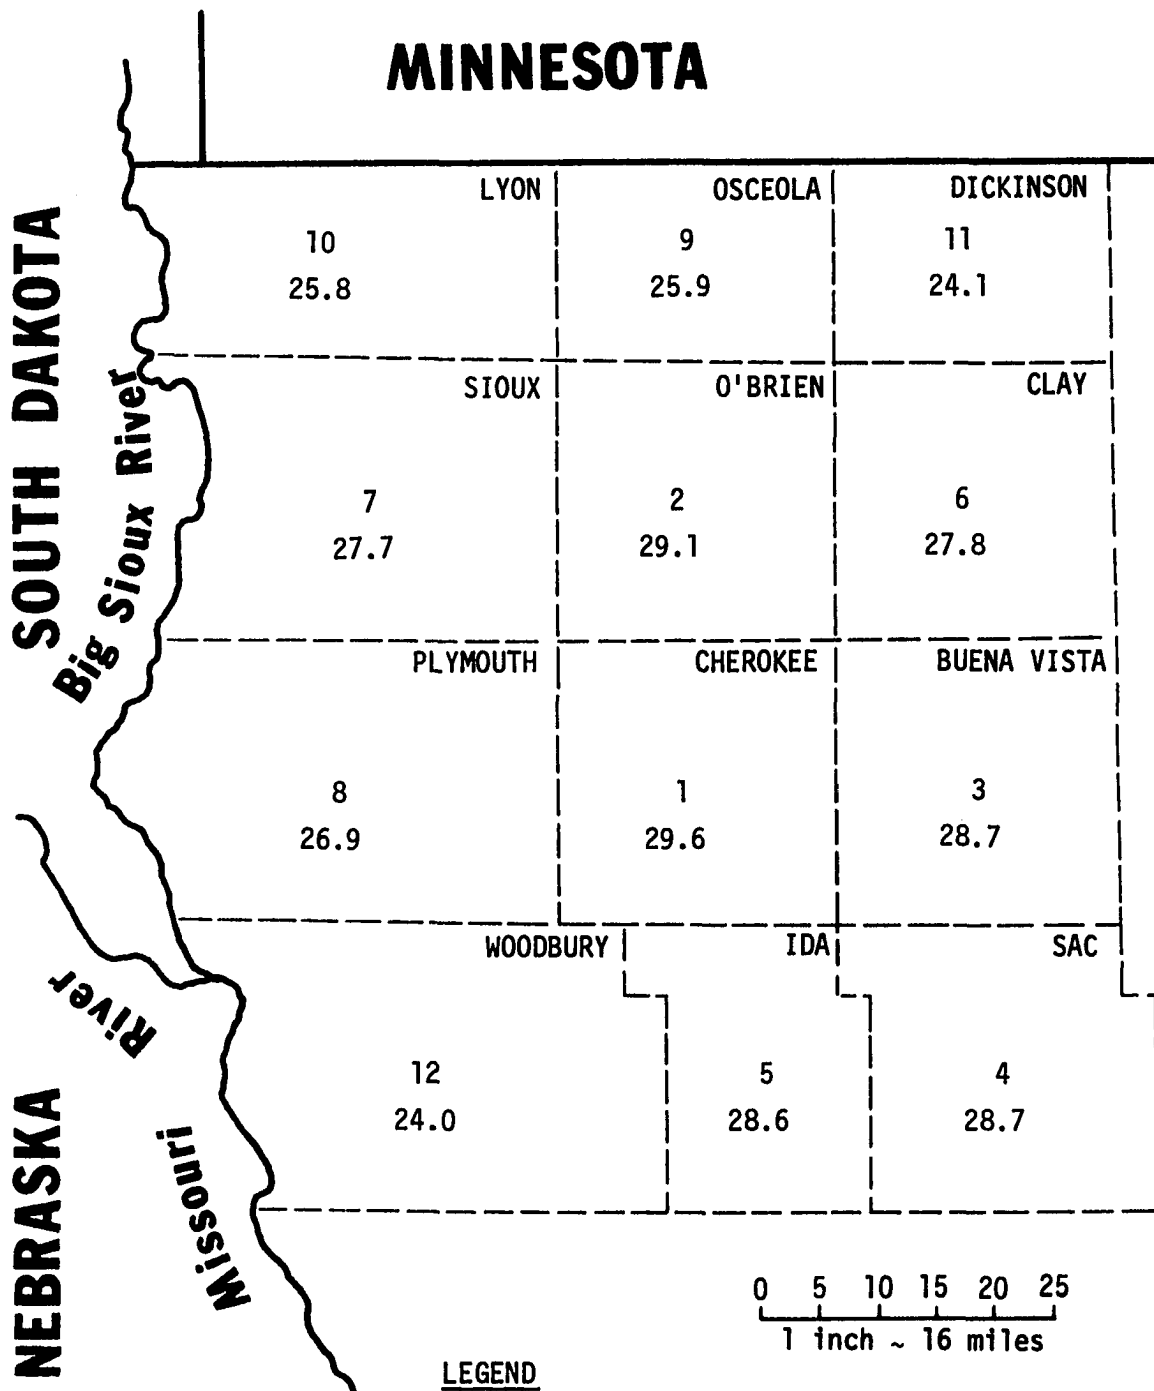 MINNESOTA
SOUTH DAKOTA
Big Sioux River
LYON
10
25.8
OSCEOLA
9
25.9
DICKINSON
11
24.1
SIOUX
7
27.7
O'BRIEN
2
29.1
CLAY
6
27.8
PLYMOUTH
8
26.9
CHEROKEE
1
29.6
BUENA VISTA
3
28.7
WOODBURY
12
24.0
IDA
5
28.6
SAC
4
28.7
NEBRASKA
Missouri River
0 5 10 15 20 25
1 inch ~ 16 miles
LEGEND